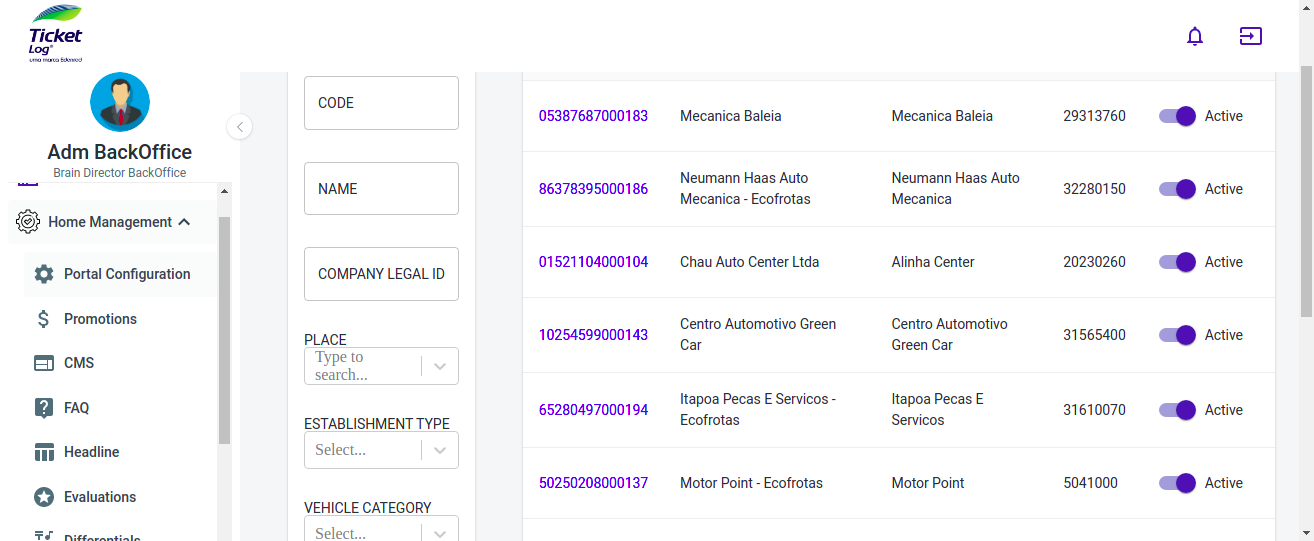 Ticket
Log®
uma marca Edenred
Adm BackOffice
Brain Director BackOffice
Home Management
Portal Configuration
Promotions
CMS
FAQ
Headline
Evaluations
Differentials
CODE
NAME
COMPANY LEGAL ID
PLACE
Type to
search...
ESTABLISHMENT TYPE
Select...
VEHICLE CATEGORY
Select...
05387687000183 Mecanica Baleia Mecanica Baleia 29313760 Active
86378395000186 Neumann Haas Auto Neumann Haas Auto 32280150 Active
Mecanica - Ecofrotas Mecanica
01521104000104 Chau Auto Center Ltda Alinha Center 20230260 Active
10254599000143 Centro Automotivo Green Centro Automotivo 31565400 Active
Car Green Car
65280497000194 Itapoa Pecas E Servicos - Itapoa Pecas E 31610070 Active
Ecofrotas Servicos
50250208000137 Motor Point - Ecofrotas Motor Point 5041000 Active